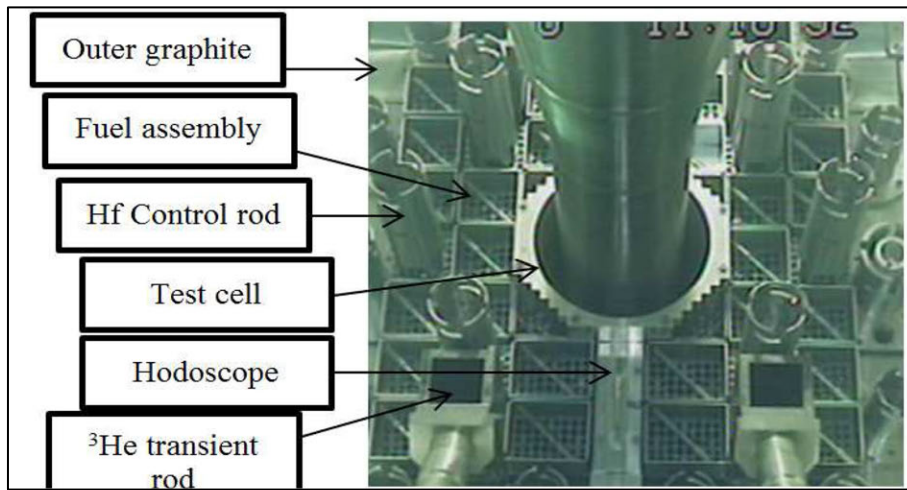 Outer graphite
Fuel assembly
Hf Control rod
Test cell
Hodoscope
³He transient
rod